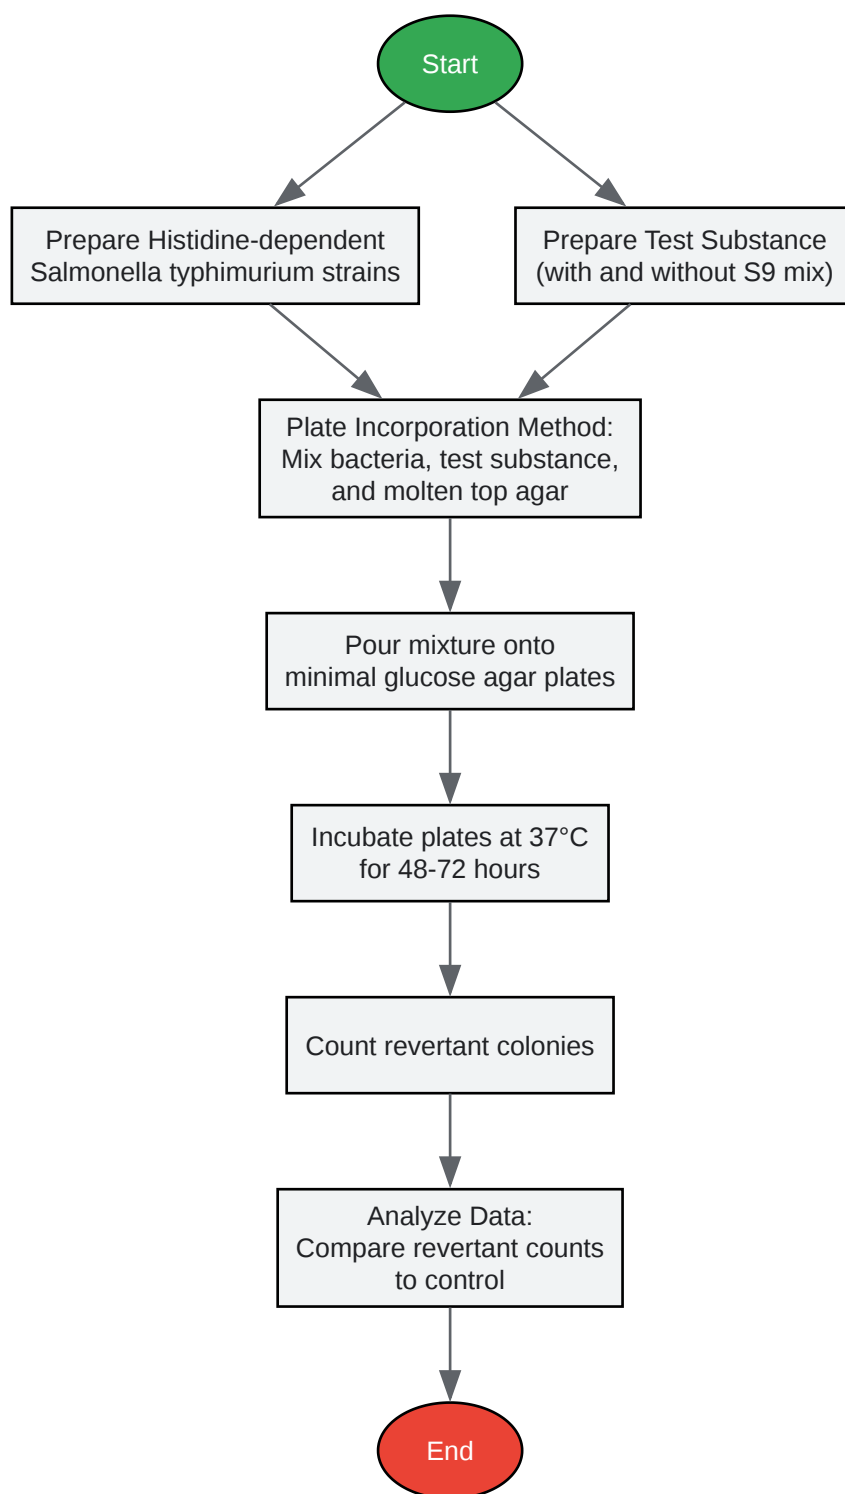 Start
Prepare Histidine-dependent
Salmonella typhimurium strains
Prepare Test Substance
(with and without S9 mix)
Plate Incorporation Method:
Mix bacteria, test substance,
and molten top agar
Pour mixture onto
minimal glucose agar plates
Incubate plates at 37°C
for 48-72 hours
Count revertant colonies
Analyze Data:
Compare revertant counts
to control
End